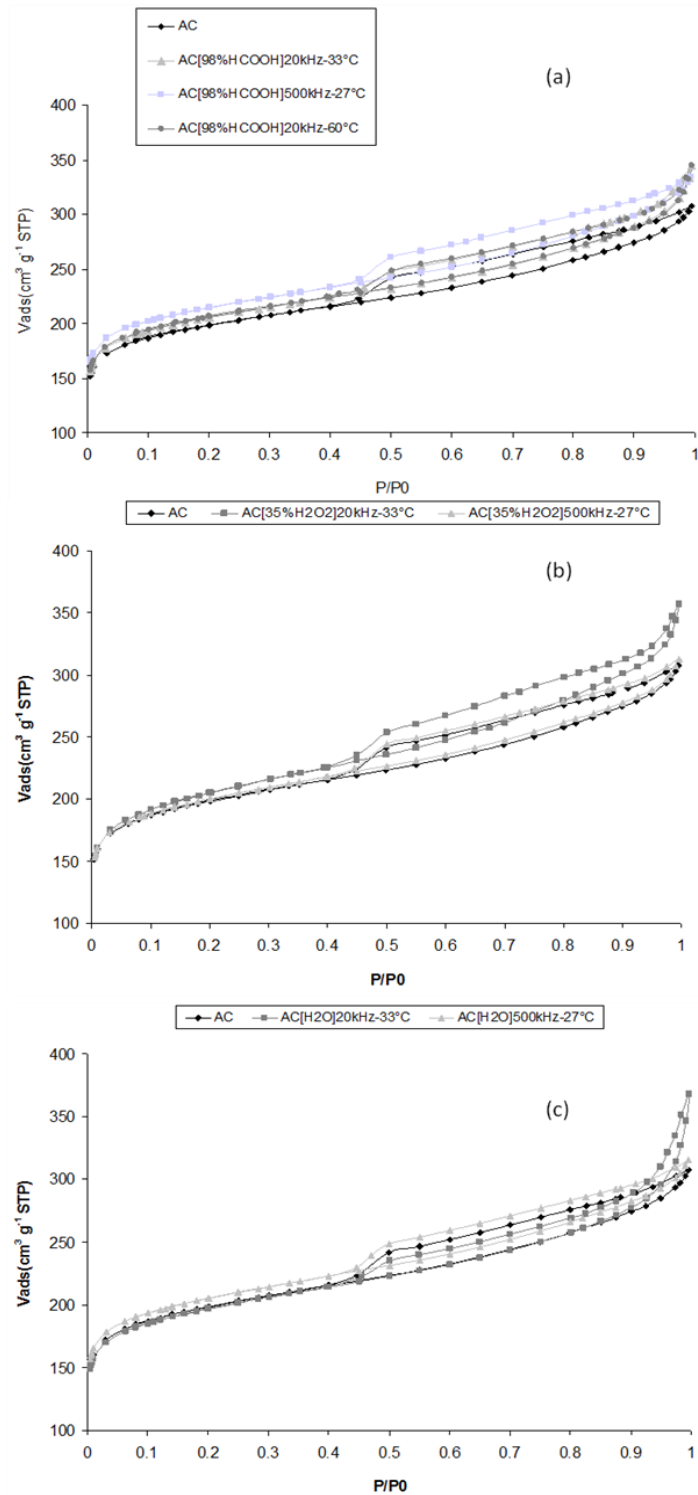 AC
AC[98%HCOOH]20kHz-33°C
AC[98%HCOOH]500kHz-27°C
AC[98%HCOOH]20kHz-60°C
(a)
400
350
300
250
200
150
100
Vads(cm³ g⁻¹ STP)
0 0.1 0.2 0.3 0.4 0.5 0.6 0.7 0.8 0.9 1
P/P0
AC AC[35%H2O2]20kHz-33°C AC[35%H2O2]500kHz-27°C
(b)
400
350
300
250
200
150
100
Vads(cm³ g⁻¹ STP)
0 0.1 0.2 0.3 0.4 0.5 0.6 0.7 0.8 0.9 1
P/P0
AC AC[H2O]20kHz-33°C AC[H2O]500kHz-27°C
(c)
400
350
300
250
200
150
100
Vads(cm³ g⁻¹ STP)
0 0.1 0.2 0.3 0.4 0.5 0.6 0.7 0.8 0.9 1
P/P0